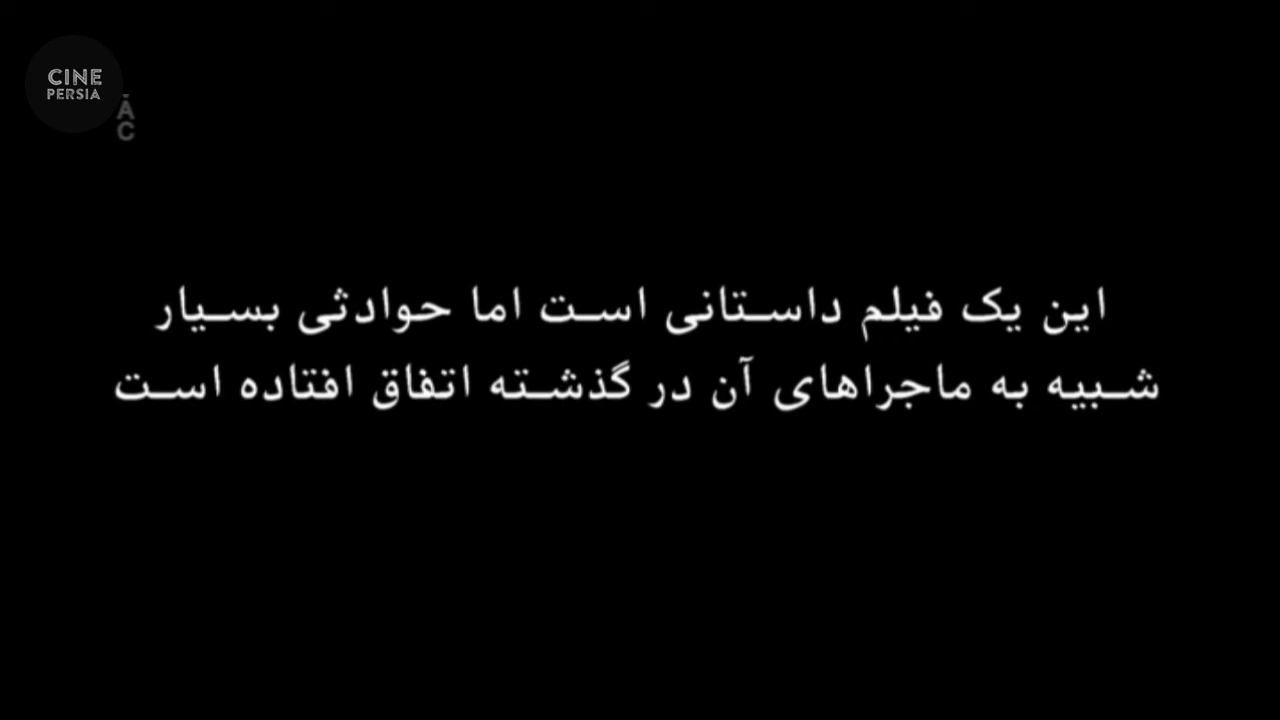 CINE
PERSIA
این یک فیلم داستانی است اما حوادثی بسیار
شبیه به ماجراهای آن در گذشته اتفاق افتاده است